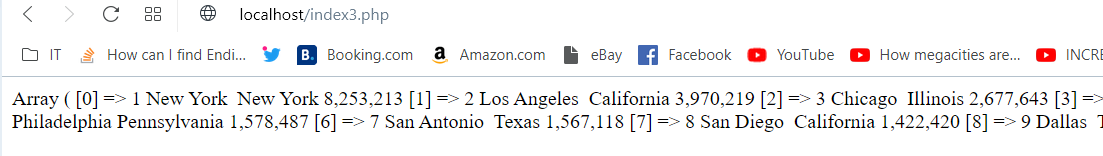 localhost/index3.php
IT How can I find Endi... Booking.com Amazon.com eBay Facebook YouTube How megacities are... INCRE
Array ( [0] => 1 New York  New York 8,253,213 [1] => 2 Los Angeles  California 3,970,219 [2] => 3 Chicago  Illinois 2,677,643 [3] =>
Philadelphia Pennsylvania 1,578,487 [6] => 7 San Antonio  Texas 1,567,118 [7] => 8 San Diego  California 1,422,420 [8] => 9 Dallas